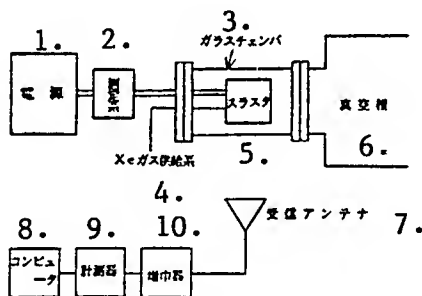 1.
2.
3.
ガラスチェンバ
電源
スラスタ
真空槽
Xeガス供給系
4.
5.
6.
7.
受信アンテナ
8.
9.
10.
コンピュ
ータ
計測器
増巾器